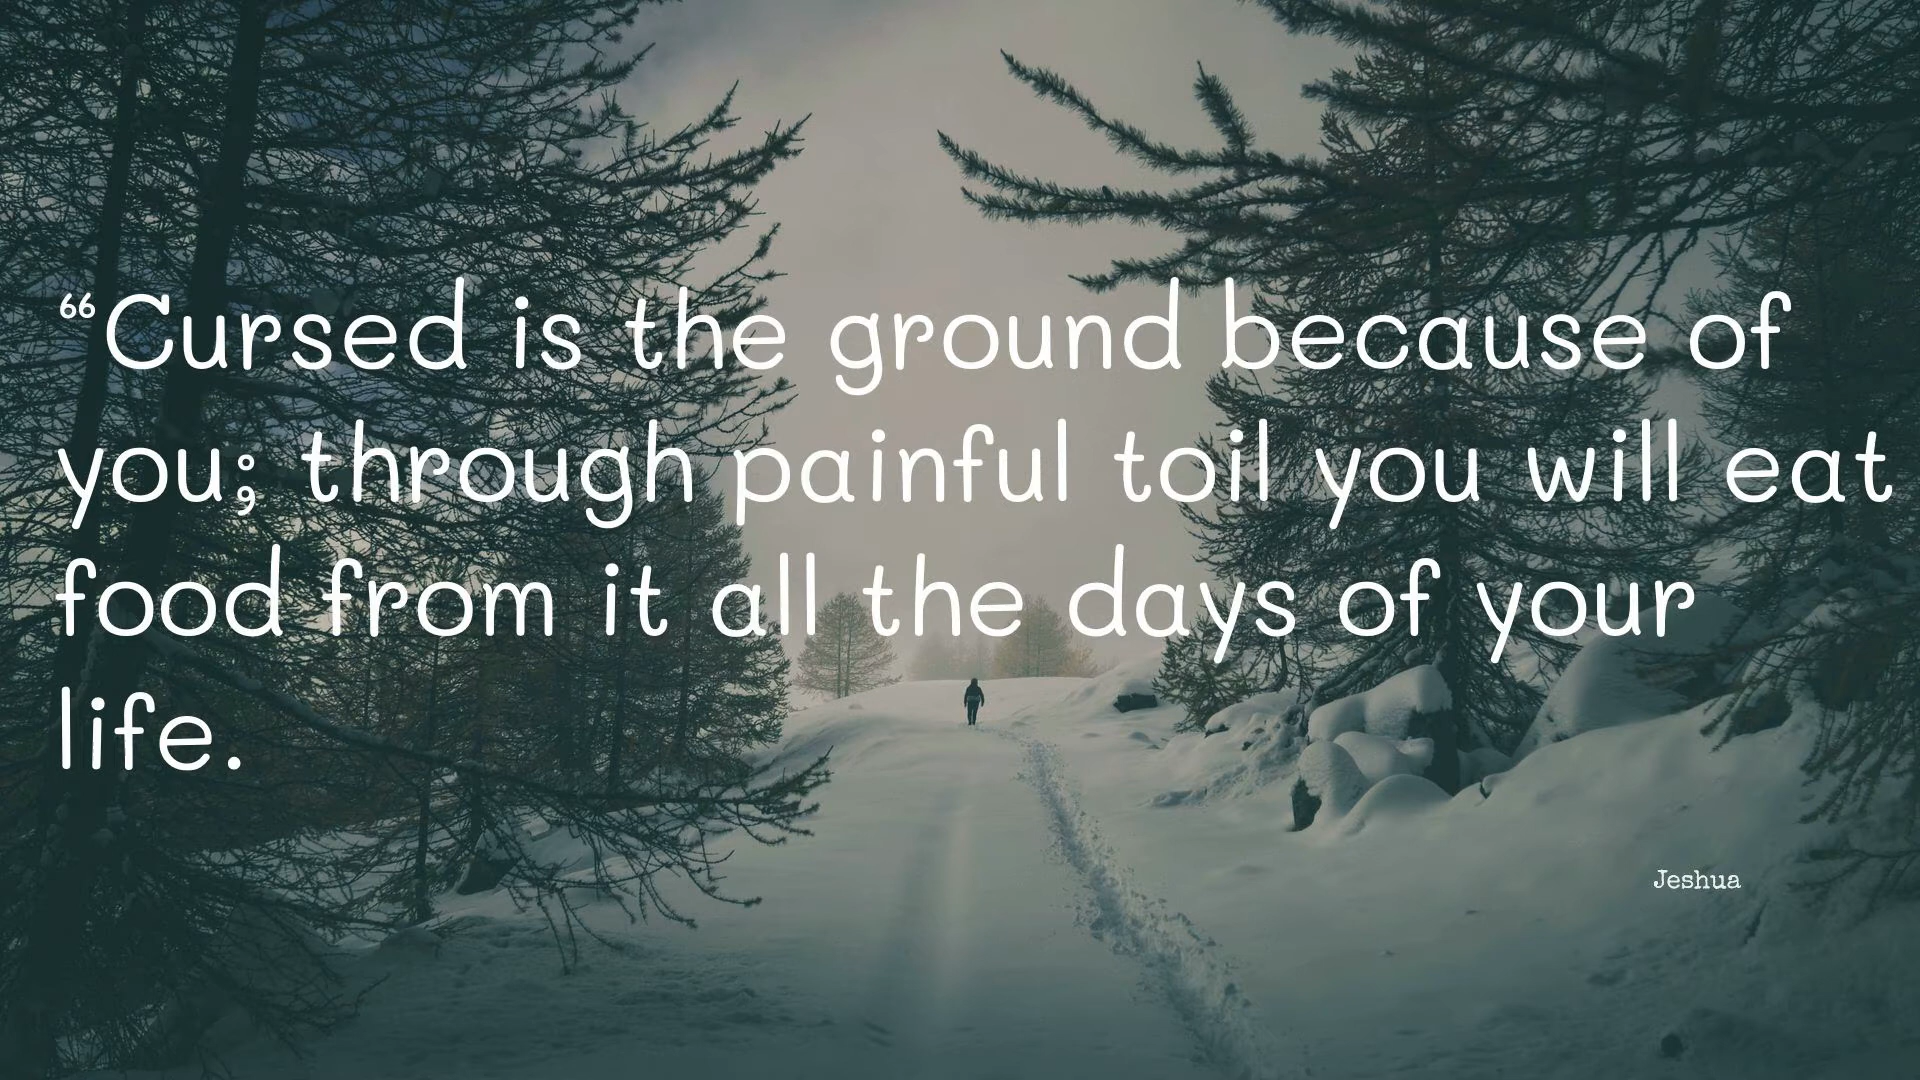 “Cursed is the ground because of
you; through painful toil you will eat
food from it all the days of your
life.
Jeshua